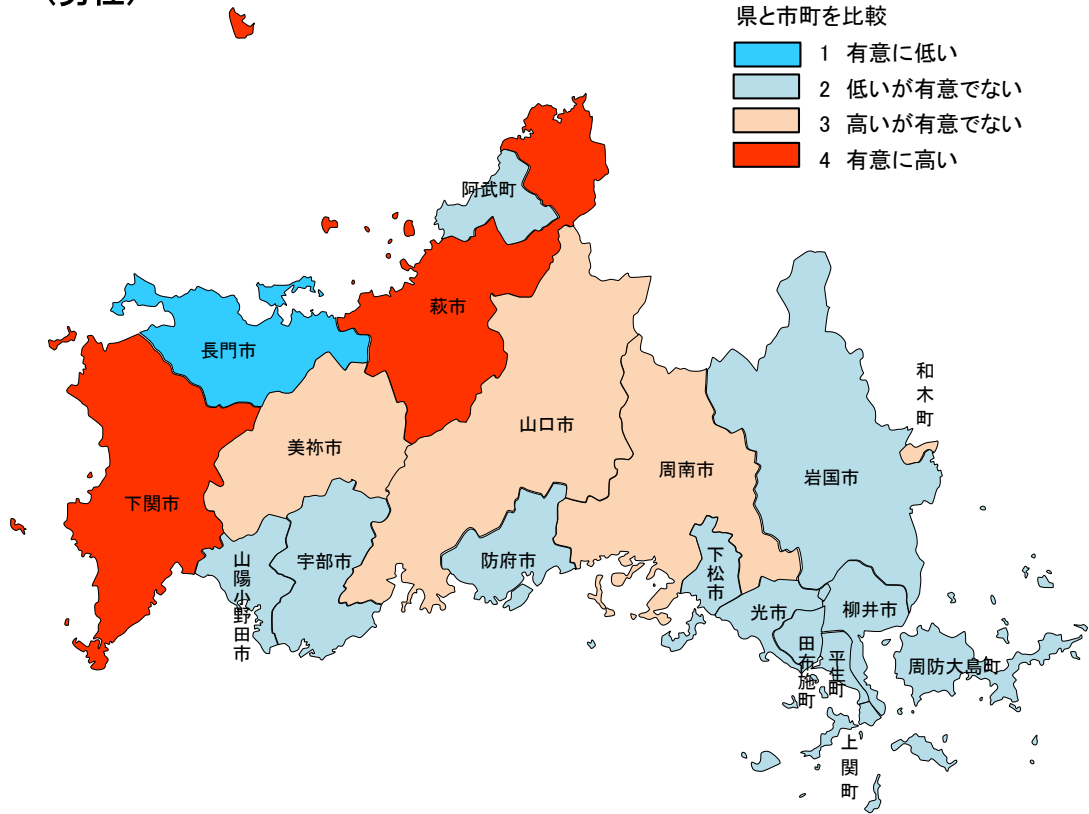 県と市町を比較
1 有意に低い
2 低いが有意でない
3 高いが有意でない
4 有意に高い
阿武町
萩市
長門市
和木町
山口市
美祢市
周南市
岩国市
下関市
山陽小野田市
宇部市
防府市
下松市
光市
柳井市
田布施町
平生町
周防大島町
上関町